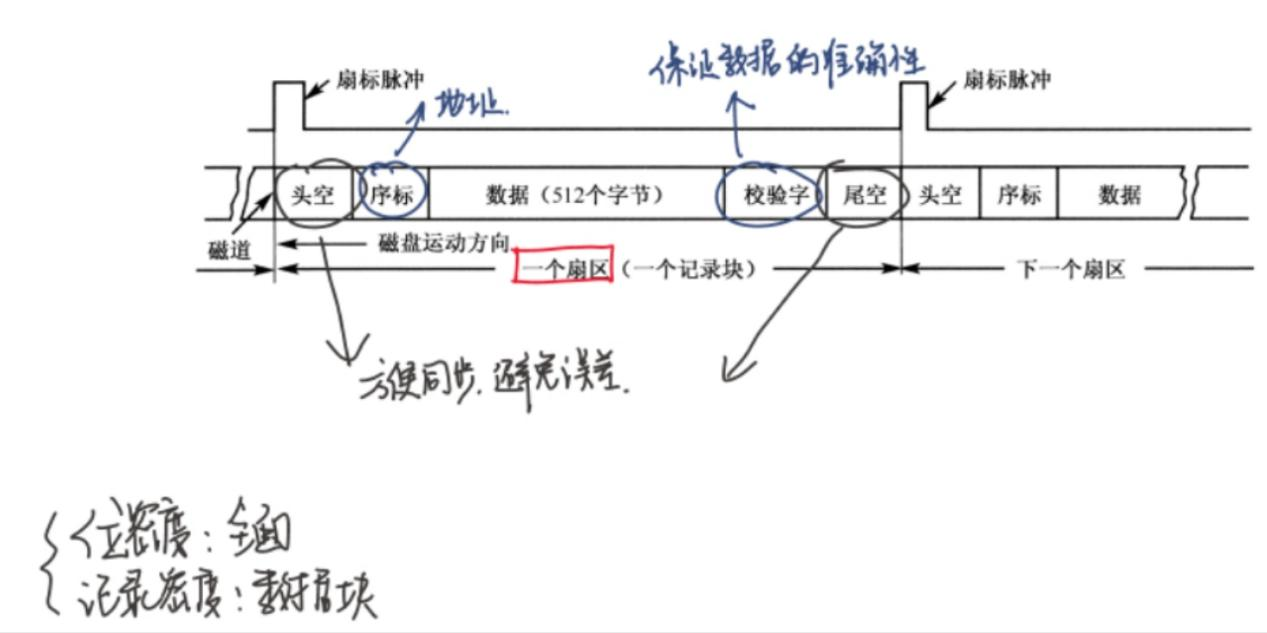 保证数据的准确性
扇标脉冲
扇标脉冲
地址.
头空 序标 数据（512个字节） 校验字 尾空 头空 序标 数据
磁道
磁盘运动方向
一个扇区（一个记录块）
下一个扇区
方便同步.避免误差.
位密度：全面
记录密度：数据块